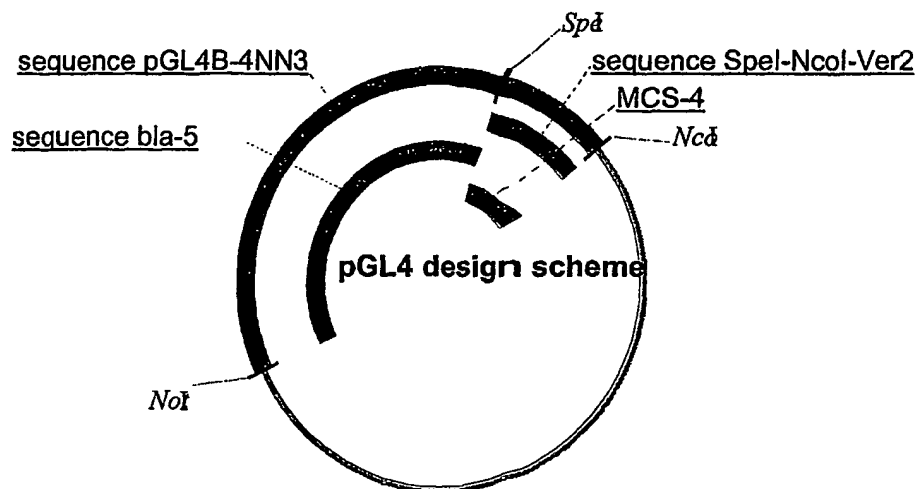 SpeI
sequence pGL4B-4NN3
sequence SpeI-NcoI-Ver2
MCS-4
sequence bla-5
NcoI
pGL4 design scheme
NotI